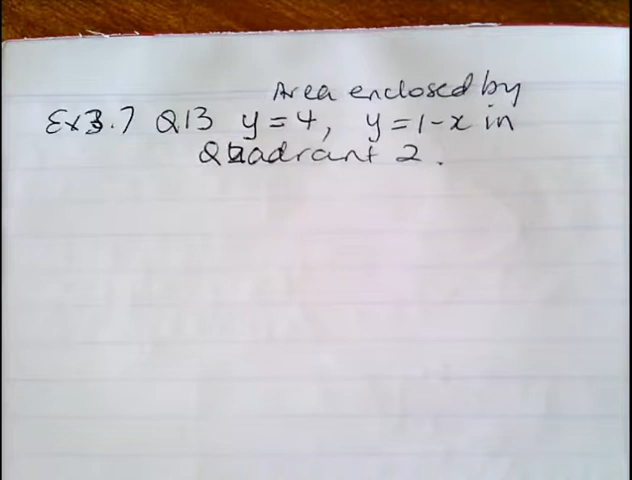 Area enclosed by
Ex3.7 Q13 y=4, y=1-x in
Quadrant 2.